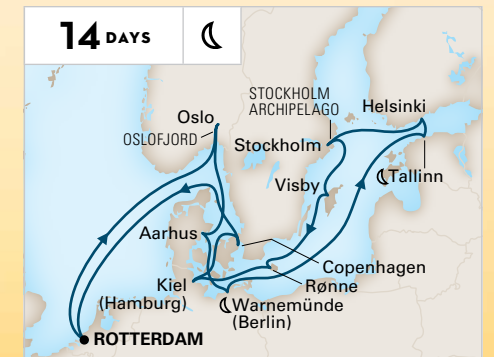 14 DAYS
STOCKHOLM
ARCHIPELAGO
Helsinki
Oslo
OSLOFJORD
Stockholm
Tallinn
Visby
Aarhus
Copenhagen
Kiel
(Hamburg)
Rønne
Warnemünde
(Berlin)
ROTTERDAM